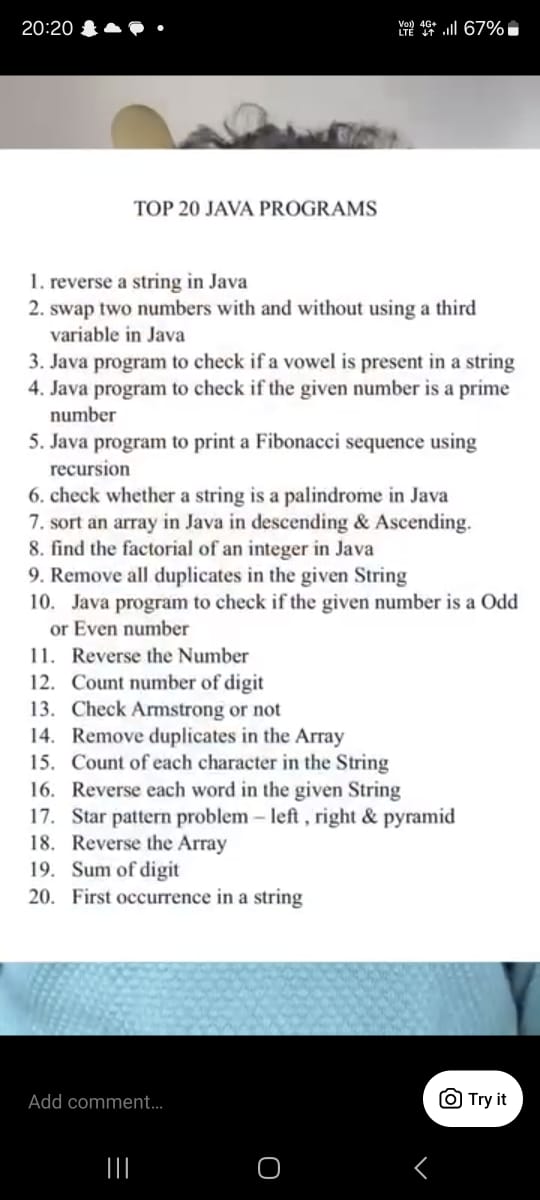 20:20
Vo)) 4G+ 67%
LTE
TOP 20 JAVA PROGRAMS
1. reverse a string in Java
2. swap two numbers with and without using a third
variable in Java
3. Java program to check if a vowel is present in a string
4. Java program to check if the given number is a prime
number
5. Java program to print a Fibonacci sequence using
recursion
6. check whether a string is a palindrome in Java
7. sort an array in Java in descending & Ascending.
8. find the factorial of an integer in Java
9. Remove all duplicates in the given String
10. Java program to check if the given number is a Odd
or Even number
11. Reverse the Number
12. Count number of digit
13. Check Armstrong or not
14. Remove duplicates in the Array
15. Count of each character in the String
16. Reverse each word in the given String
17. Star pattern problem – left , right & pyramid
18. Reverse the Array
19. Sum of digit
20. First occurrence in a string
Add comment...
Try it